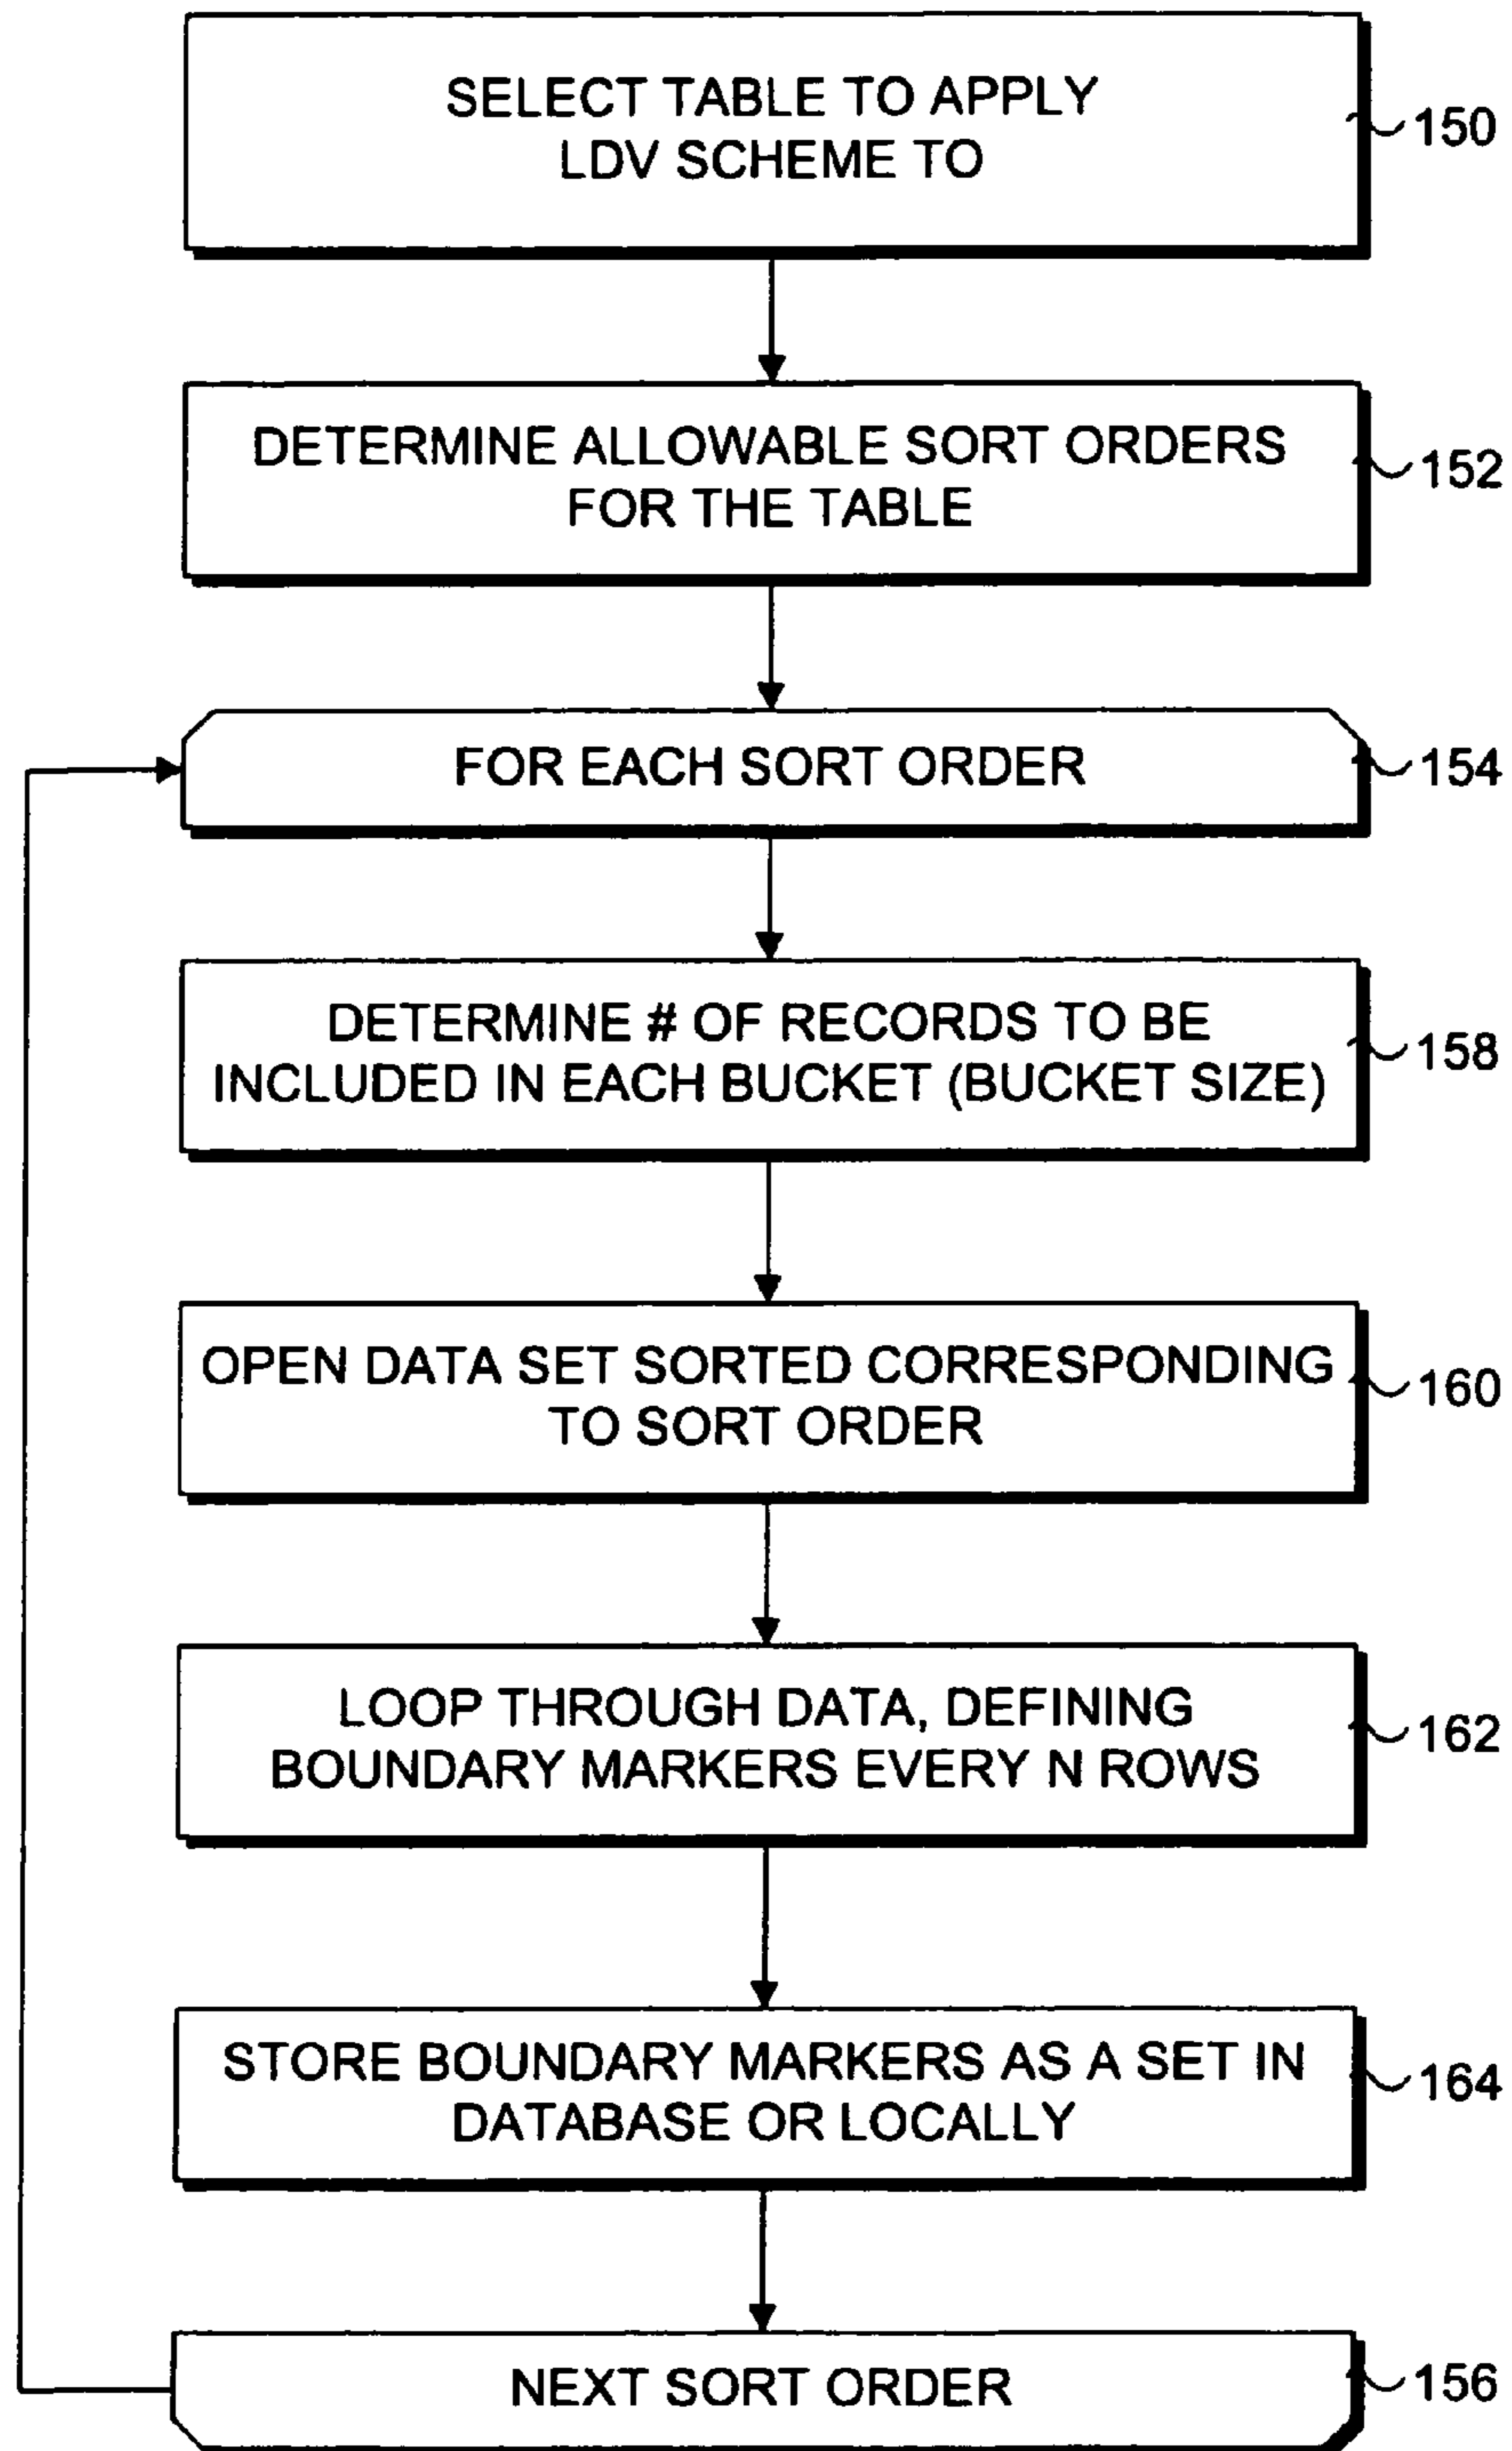 SELECT TABLE TO APPLY
LDV SCHEME TO
150
DETERMINE ALLOWABLE SORT ORDERS
FOR THE TABLE
152
FOR EACH SORT ORDER
154
DETERMINE # OF RECORDS TO BE
INCLUDED IN EACH BUCKET (BUCKET SIZE)
158
OPEN DATA SET SORTED CORRESPONDING
TO SORT ORDER
160
LOOP THROUGH DATA, DEFINING
BOUNDARY MARKERS EVERY N ROWS
162
STORE BOUNDARY MARKERS AS A SET IN
DATABASE OR LOCALLY
164
NEXT SORT ORDER
156